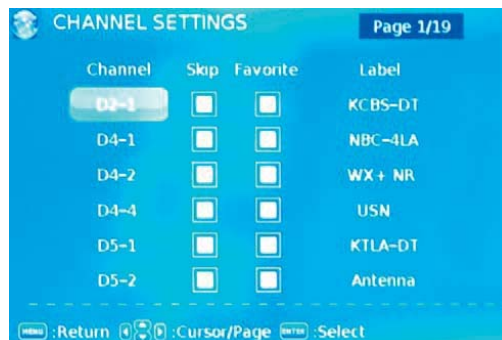 CHANNEL SETTINGS Page 1/19
Channel Skip Favorite Label
D2-1 KCBS-DT
D4-1 NBC-4LA
D4-2 WX+ NR
D4-4 USN
D5-1 KTLA-DT
D5-2 Antenna
MENU :Return :Cursor/Page ENTER :Select